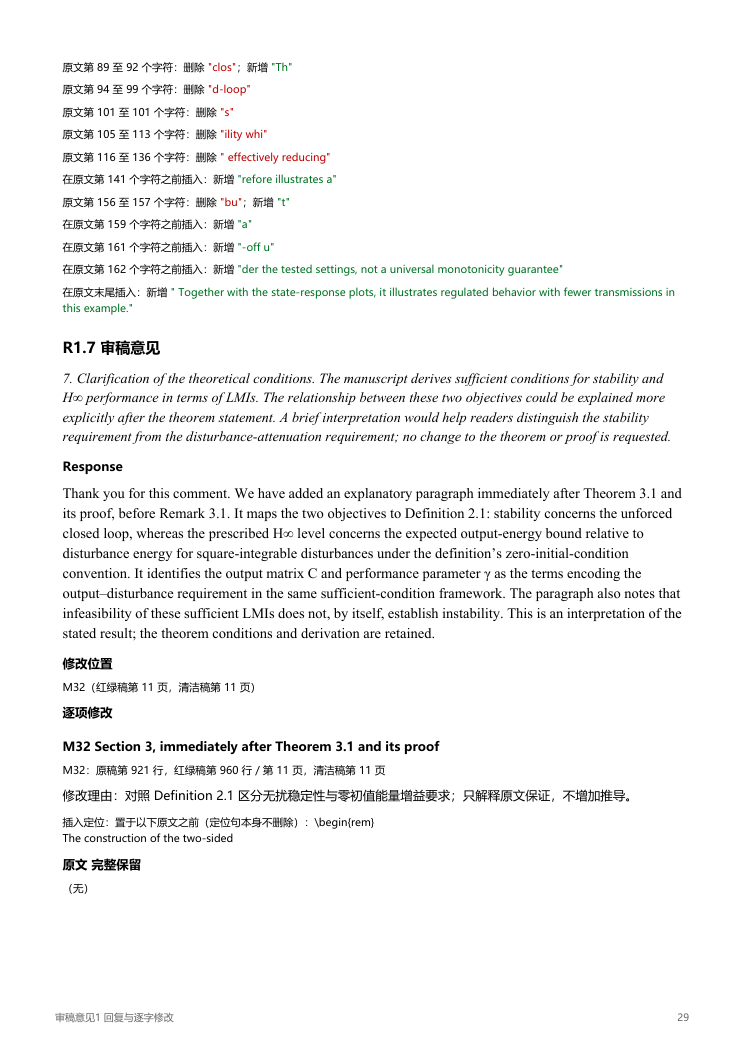 原文第 89 至 92 个字符：删除 "clos"；新增 "Th"
原文第 94 至 99 个字符：删除 "d-loop"
原文第 101 至 101 个字符：删除 "s"
原文第 105 至 113 个字符：删除 "ility whi"
原文第 116 至 136 个字符：删除 " effectively reducing"
在原文第 141 个字符之前插入：新增 "refore illustrates a"
原文第 156 至 157 个字符：删除 "bu"；新增 "t"
在原文第 159 个字符之前插入：新增 "a"
在原文第 161 个字符之前插入：新增 "-off u"
在原文第 162 个字符之前插入：新增 "der the tested settings, not a universal monotonicity guarantee"
在原文末尾插入：新增 " Together with the state-response plots, it illustrates regulated behavior with fewer transmissions in
this example."
R1.7 审稿意见
7. Clarification of the theoretical conditions. The manuscript derives sufficient conditions for stability and
H∞ performance in terms of LMIs. The relationship between these two objectives could be explained more
explicitly after the theorem statement. A brief interpretation would help readers distinguish the stability
requirement from the disturbance-attenuation requirement; no change to the theorem or proof is requested.
Response
Thank you for this comment. We have added an explanatory paragraph immediately after Theorem 3.1 and
its proof, before Remark 3.1. It maps the two objectives to Definition 2.1: stability concerns the unforced
closed loop, whereas the prescribed H∞ level concerns the expected output-energy bound relative to
disturbance energy for square-integrable disturbances under the definition’s zero-initial-condition
convention. It identifies the output matrix C and performance parameter γ as the terms encoding the
output–disturbance requirement in the same sufficient-condition framework. The paragraph also notes that
infeasibility of these sufficient LMIs does not, by itself, establish instability. This is an interpretation of the
stated result; the theorem conditions and derivation are retained.
修改位置
M32（红绿稿第 11 页，清洁稿第 11 页）
逐项修改
M32 Section 3, immediately after Theorem 3.1 and its proof
M32：原稿第 921 行，红绿稿第 960 行 / 第 11 页，清洁稿第 11 页
修改理由：对照 Definition 2.1 区分无扰稳定性与零初值能量增益要求；只解释原文保证，不增加推导。
插入定位：置于以下原文之前（定位句本身不删除）：\begin{rem}
The construction of the two-sided
原文 完整保留
（无）
审稿意见1 回复与逐字修改
29